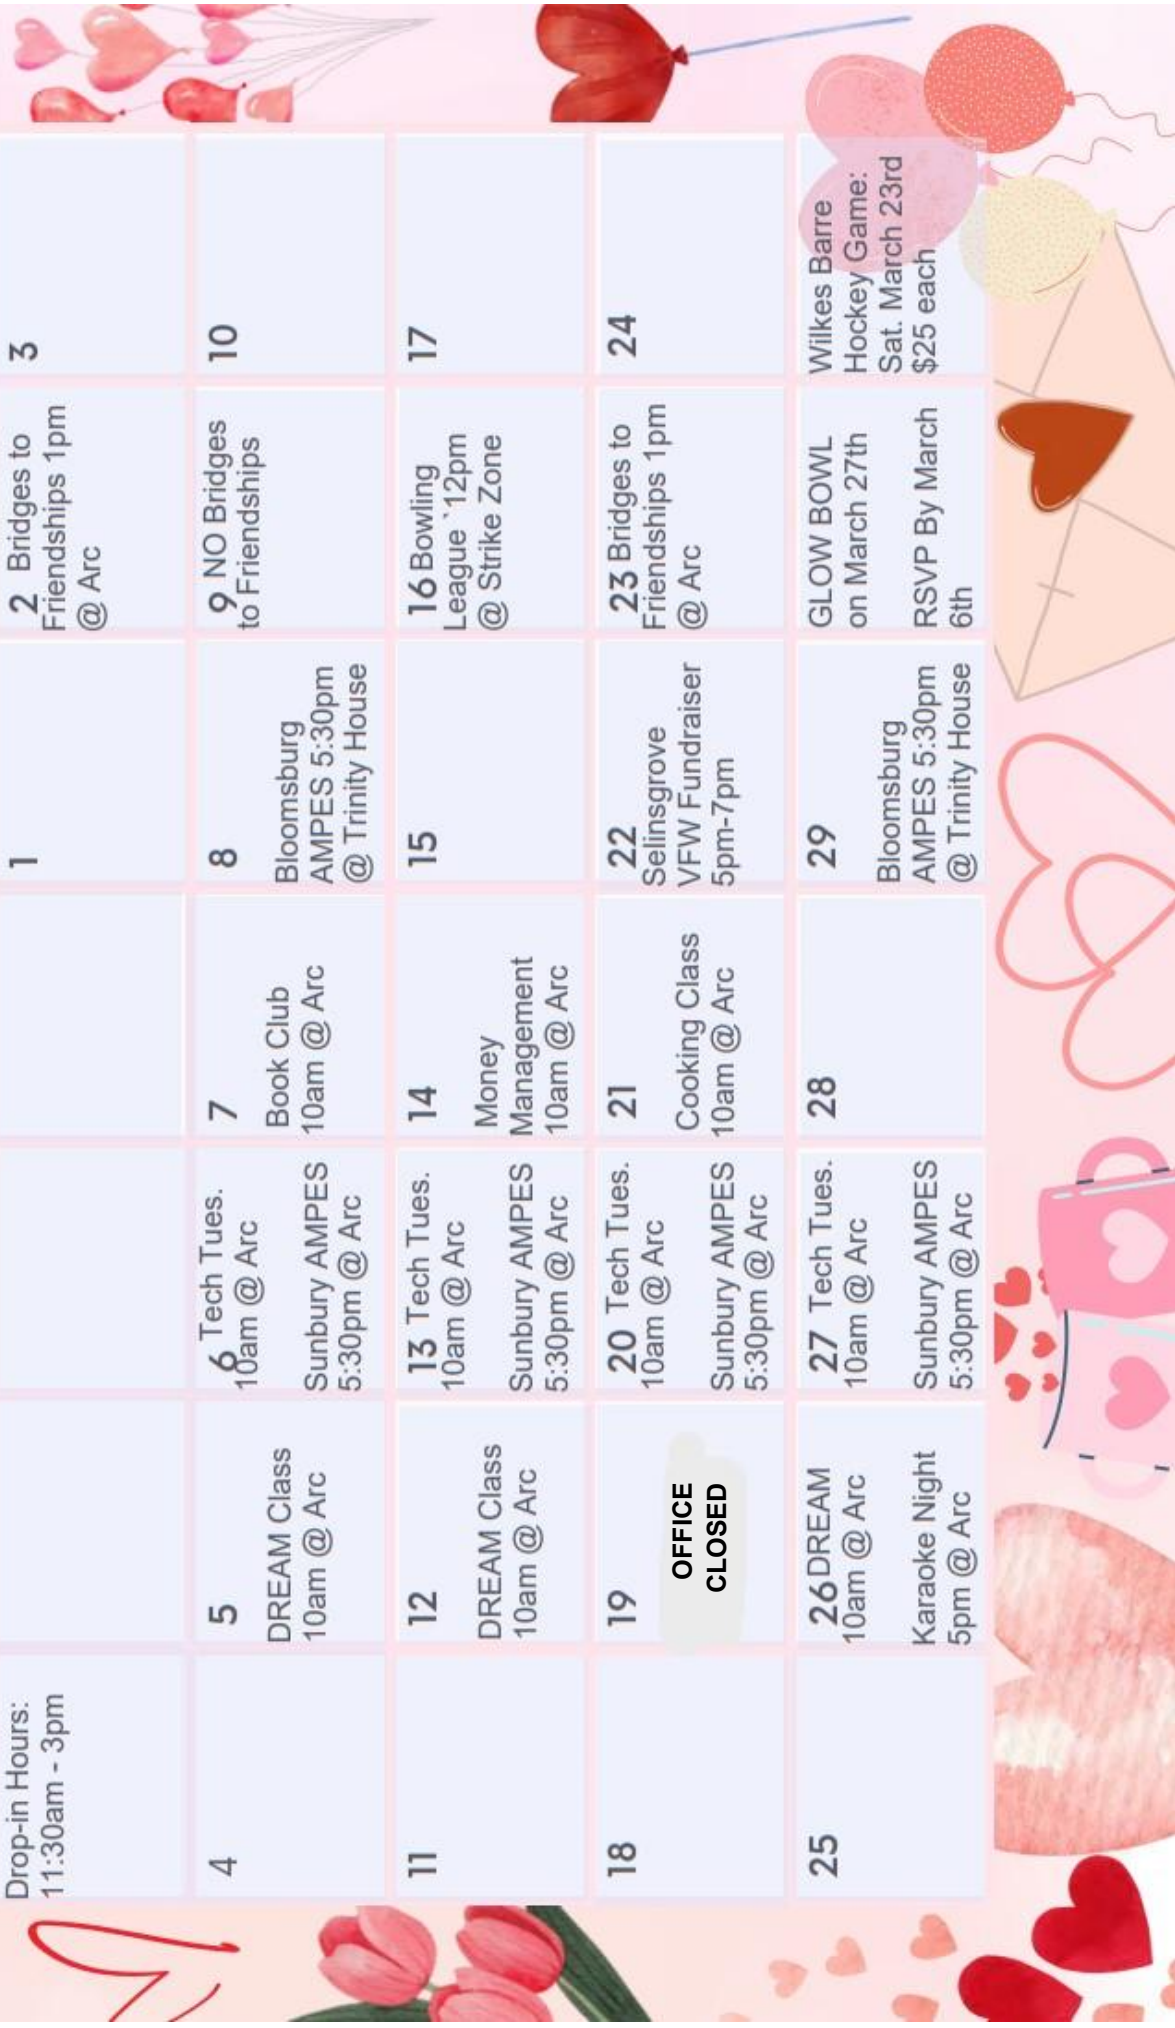 Drop-in Hours:
11:30am - 3pm
1
2 Bridges to
Friendships 1pm
@ Arc
3
4
5
DREAM Class
10am @ Arc
6 Tech Tues.
10am @ Arc
Sunbury AMPES
5:30pm @ Arc
7
Book Club
10am @ Arc
8
Bloomsburg
AMPES 5:30pm
@ Trinity House
9 NO Bridges
to Friendships
10
11
12
DREAM Class
10am @ Arc
13 Tech Tues.
10am @ Arc
Sunbury AMPES
5:30pm @ Arc
14
Money
Management
10am @ Arc
15
16 Bowling
League `12pm
@ Strike Zone
17
18
19
OFFICE
CLOSED
20 Tech Tues.
10am @ Arc
Sunbury AMPES
5:30pm @ Arc
21
Cooking Class
10am @ Arc
22
Selinsgrove
VFW Fundraiser
5pm-7pm
23 Bridges to
Friendships 1pm
@ Arc
24
25
26 DREAM
10am @ Arc
Karaoke Night
5pm @ Arc
27 Tech Tues.
10am @ Arc
Sunbury AMPES
5:30pm @ Arc
28
29
Bloomsburg
AMPES 5:30pm
@ Trinity House
GLOW BOWL
on March 27th
RSVP By March
6th
Wilkes Barre
Hockey Game:
Sat. March 23rd
$25 each